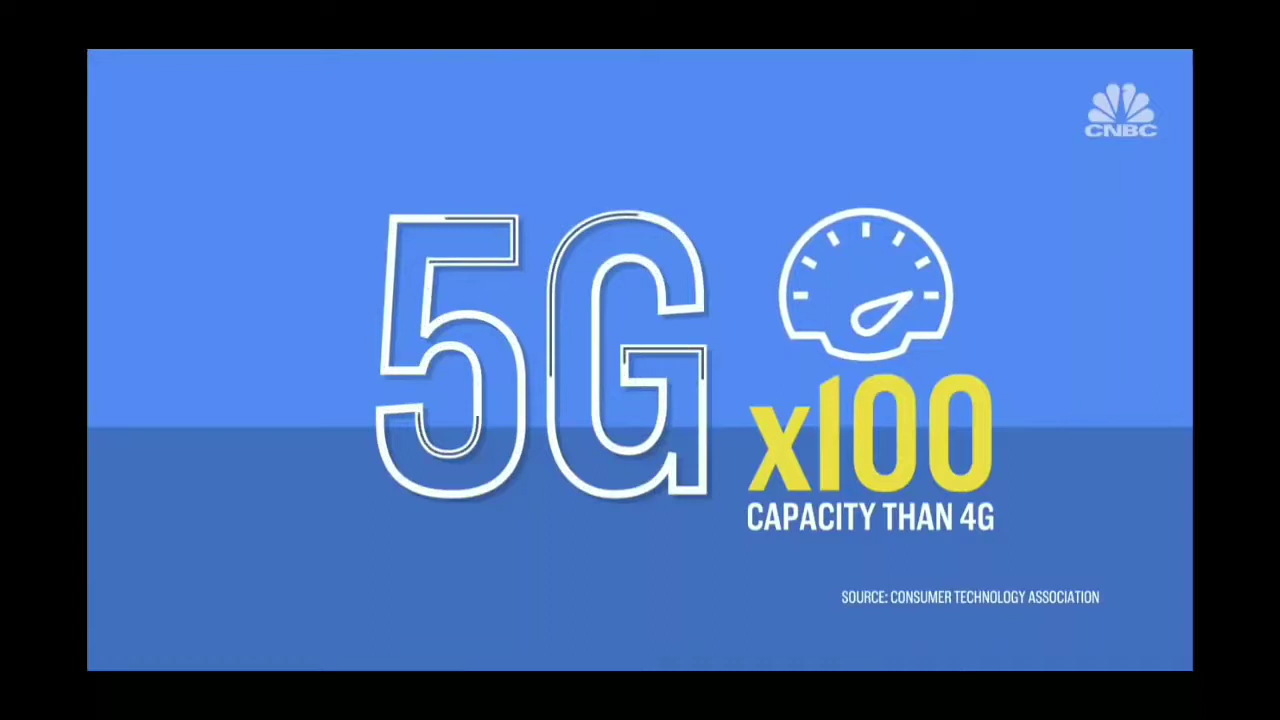 CNBC
5G
x100
CAPACITY THAN 4G
SOURCE: CONSUMER TECHNOLOGY ASSOCIATION